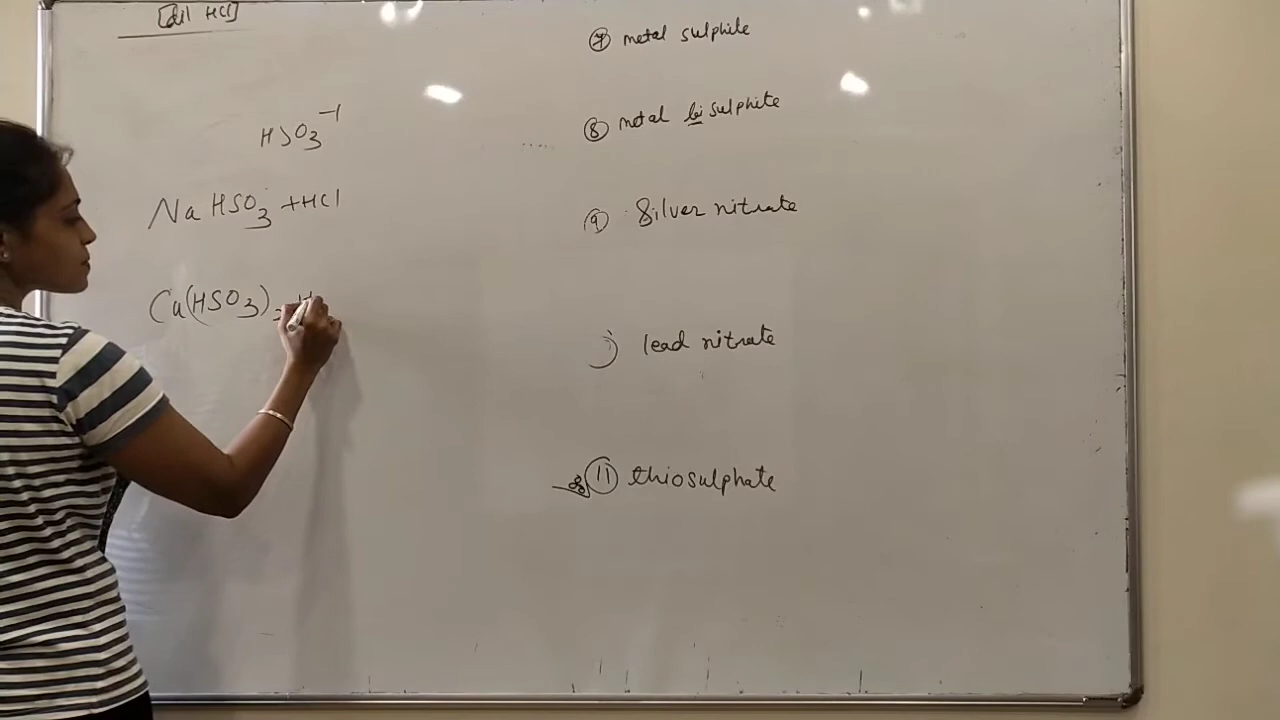 [dil HCl]
HSO3^-1
NaHSO3 + HCl
Ca(HSO3)2 + H
7 metal sulphite
8 metal bisulphite
9 Silver nitrate
lead nitrate
11 thiosulphate